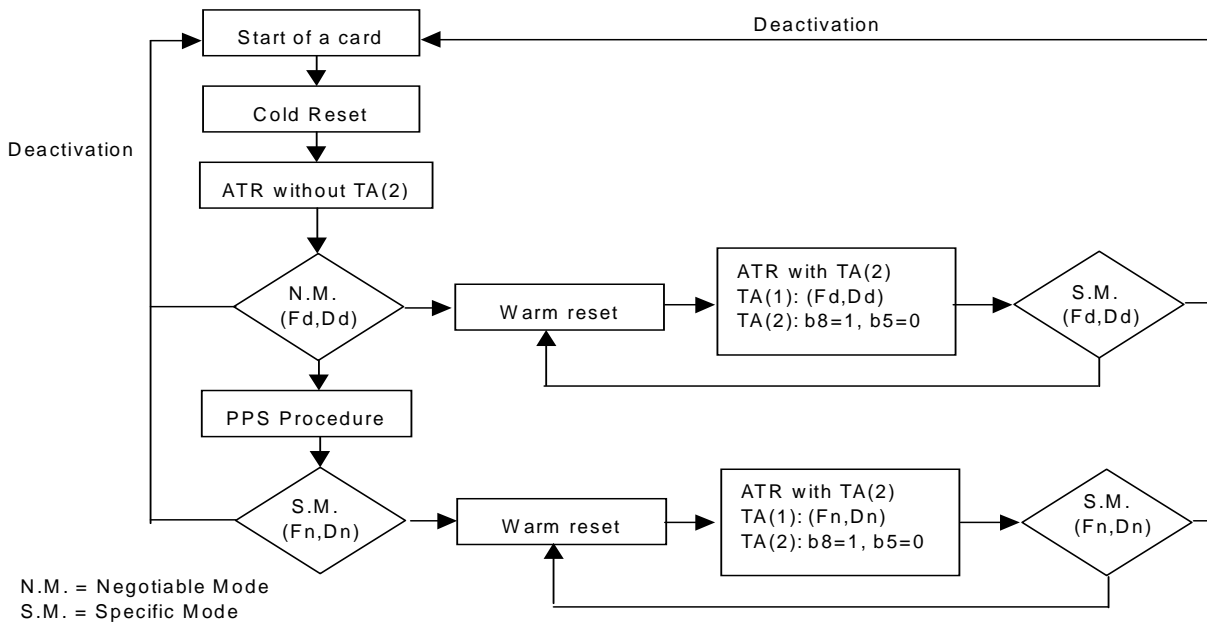 Deactivation
Start of a card
Cold Reset
Deactivation
ATR without TA(2)
N.M.
(Fd,Dd)
Warm reset
ATR with TA(2)
TA(1): (Fd,Dd)
TA(2): b8=1, b5=0
S.M.
(Fd,Dd)
PPS Procedure
S.M.
(Fn,Dn)
Warm reset
ATR with TA(2)
TA(1): (Fn,Dn)
TA(2): b8=1, b5=0
S.M.
(Fn,Dn)
N.M. = Negotiable Mode
S.M. = Specific Mode